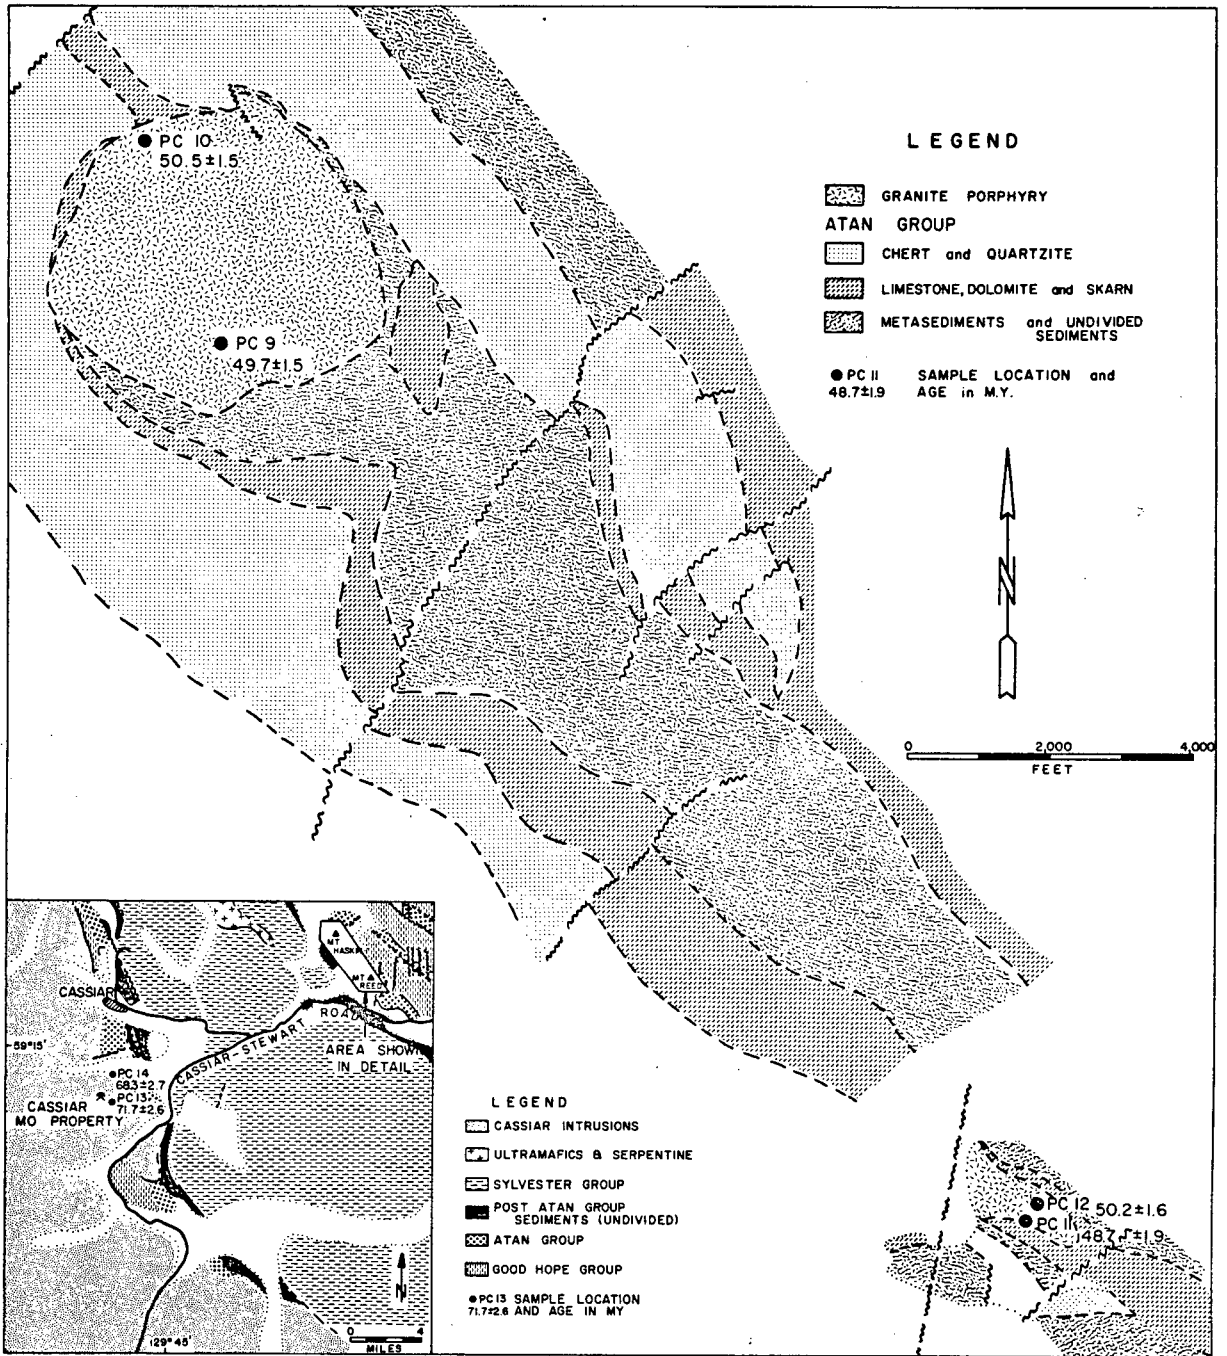 PC 10
50.5±1.5
PC 9
49.7±1.5
LEGEND
GRANITE PORPHYRY
ATAN GROUP
CHERT and QUARTZITE
LIMESTONE, DOLOMITE and SKARN
METASEDIMENTS and UNDIVIDED
SEDIMENTS
PC 11 SAMPLE LOCATION and
48.7±1.9 AGE in M.Y.
N
0 2,000 4,000
FEET
MT.
HASKIN
MT.
REED
CASSIAR
ROAD
CASSIAR-STEWART
AREA SHOWN
IN DETAIL
59°15'
PC 14
68.3±2.7
PC 13
71.7±2.6
CASSIAR
MO PROPERTY
N
0 4
MILES
129°45'
LEGEND
CASSIAR INTRUSIONS
ULTRAMAFICS & SERPENTINE
SYLVESTER GROUP
POST ATAN GROUP
SEDIMENTS (UNDIVIDED)
ATAN GROUP
GOOD HOPE GROUP
PC 13 SAMPLE LOCATION
71.7±2.6 AND AGE IN MY
PC 12 50.2±1.6
PC 11
48.7±1.9